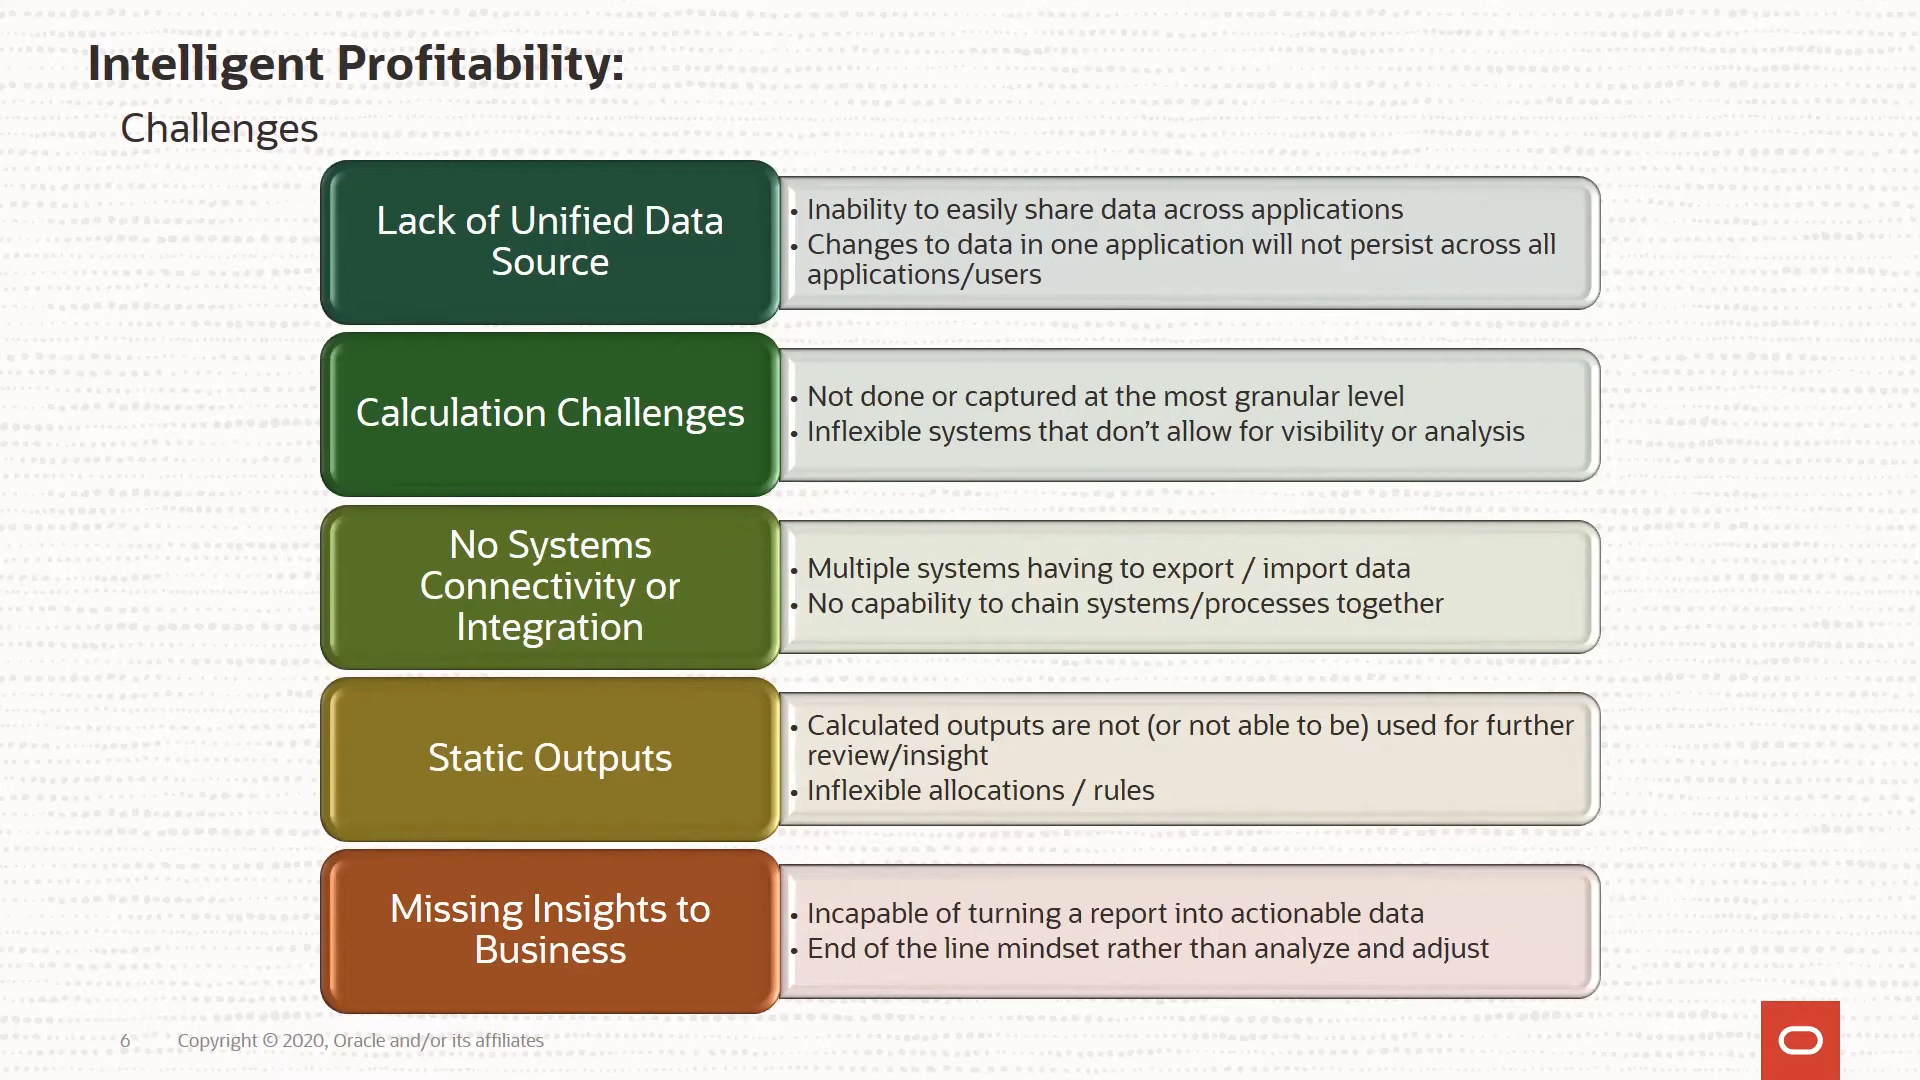 Intelligent Profitability:
Challenges
Lack of Unified Data
Source
• Inability to easily share data across applications
• Changes to data in one application will not persist across all
applications/users
Calculation Challenges
• Not done or captured at the most granular level
• Inflexible systems that don’t allow for visibility or analysis
No Systems
Connectivity or
Integration
• Multiple systems having to export / import data
• No capability to chain systems/processes together
Static Outputs
• Calculated outputs are not (or not able to be) used for further
review/insight
• Inflexible allocations / rules
Missing Insights to
Business
• Incapable of turning a report into actionable data
• End of the line mindset rather than analyze and adjust
6 Copyright © 2020, Oracle and/or its affiliates